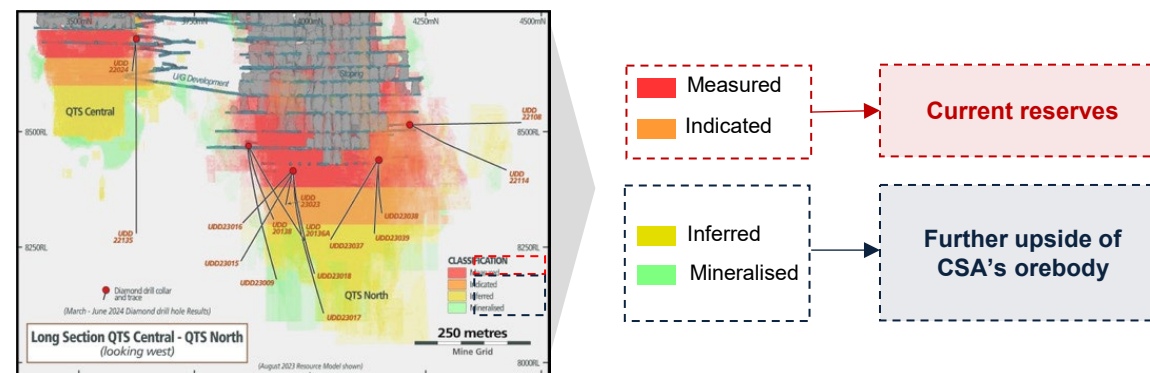 3500mN
3750mN
4000mN
4250mN
4500mN
UDD
22024
U/G Development
Stoping
QTS Central
8500RL
8500RL
UDD
22108
UDD
22114
UDD
22135
UDD
23023
UDD23016
UDD
20138
UDD
20136A
UDD23038
UDD23037
UDD23039
8250RL
8250RL
UDD23015
UDD23009
UDD23018
UDD23017
QTS North
CLASSIFICATION
Measured
Indicated
Inferred
Mineralised
Diamond drill collar
and trace
(March - June 2024 Diamond drill hole Results)
Long Section QTS Central - QTS North
(looking west)
250 metres
Mine Grid
(August 2023 Resource Model shown)
8000RL
Measured
Indicated
Current reserves
Inferred
Mineralised
Further upside of
CSA's orebody